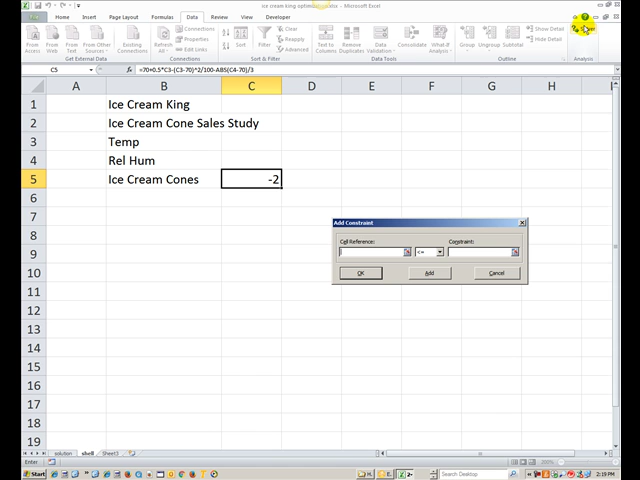 ice cream king optimization.xlsx - Microsoft Excel
File Home Insert Page Layout Formulas Data Review View Developer
From Access From Web From Text From Other Sources Existing Connections
Get External Data
Refresh All Connections Properties Edit Links
Connections
Sort Filter Clear Reapply Advanced
Sort & Filter
Text to Columns Remove Duplicates Data Validation Consolidate What-If Analysis
Data Tools
Group Ungroup Subtotal Show Detail Hide Detail
Outline
Solver
Analysis
C5 fx =70+0.5*C3-(C3-70)^2/100-ABS(C4-70)/3
A B C D E F G H I
1 Ice Cream King
2 Ice Cream Cone Sales Study
3 Temp
4 Rel Hum
5 Ice Cream Cones -2
6
7
8
9
10
11
12
13
14
15
16
17
18
19
Add Constraint
Cell Reference: Constraint:
<=
OK Add Cancel
solution shell Sheet3
Enter 200%
Start Search Desktop 2:19 PM